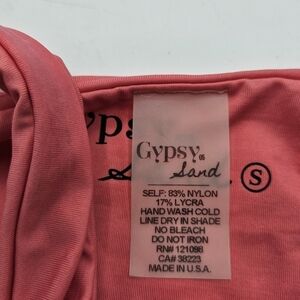 Gypsy 05
Sand
S
SELF: 83% NYLON
17% LYCRA
HAND WASH COLD
LINE DRY IN SHADE
NO BLEACH
DO NOT IRON
RN# 121098
CA# 38223
MADE IN U.S.A.